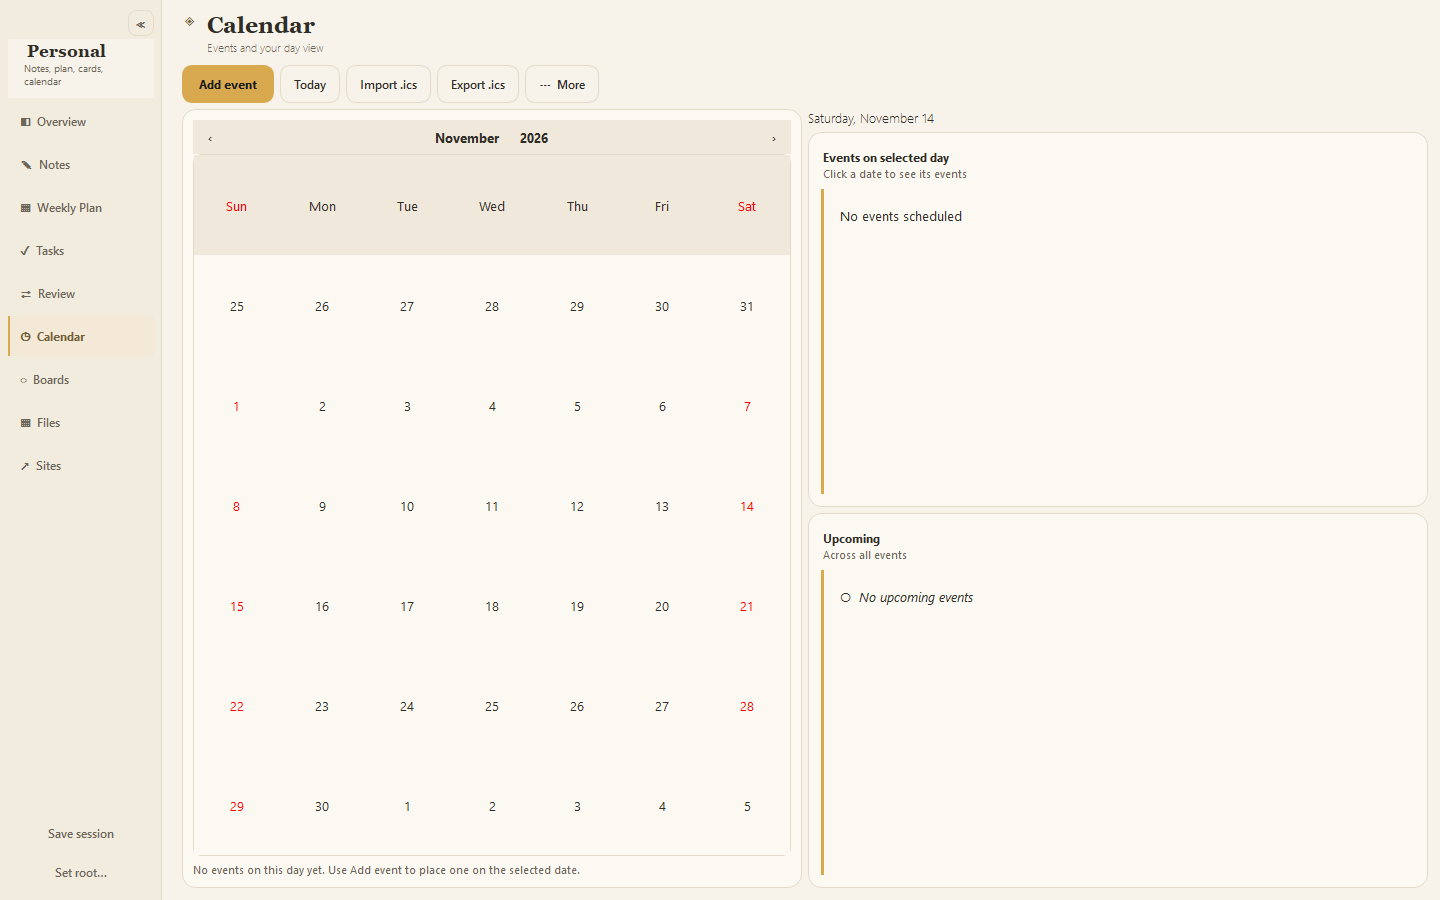 «
Personal
Notes, plan, cards,
calendar
Overview
Notes
Weekly Plan
Tasks
Review
Calendar
Boards
Files
Sites
Save session
Set root...
Calendar
Events and your day view
Add event Today Import .ics Export .ics ··· More
‹ November 2026 ›
Sun Mon Tue Wed Thu Fri Sat
25 26 27 28 29 30 31
1 2 3 4 5 6 7
8 9 10 11 12 13 14
15 16 17 18 19 20 21
22 23 24 25 26 27 28
29 30 1 2 3 4 5
No events on this day yet. Use Add event to place one on the selected date.
Saturday, November 14
Events on selected day
Click a date to see its events
No events scheduled
Upcoming
Across all events
No upcoming events